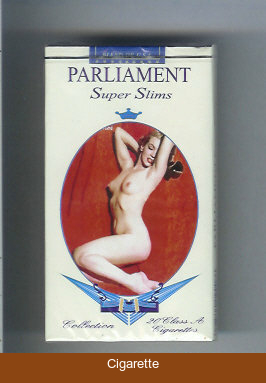 PARLIAMENT
Super Slims
Collection
20 Class A
Cigarettes
Cigarette